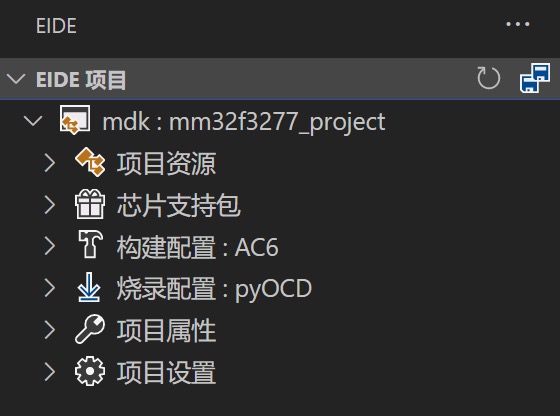 EIDE
EIDE 项目
mdk : mm32f3277_project
项目资源
芯片支持包
构建配置 : AC6
烧录配置 : pyOCD
项目属性
项目设置